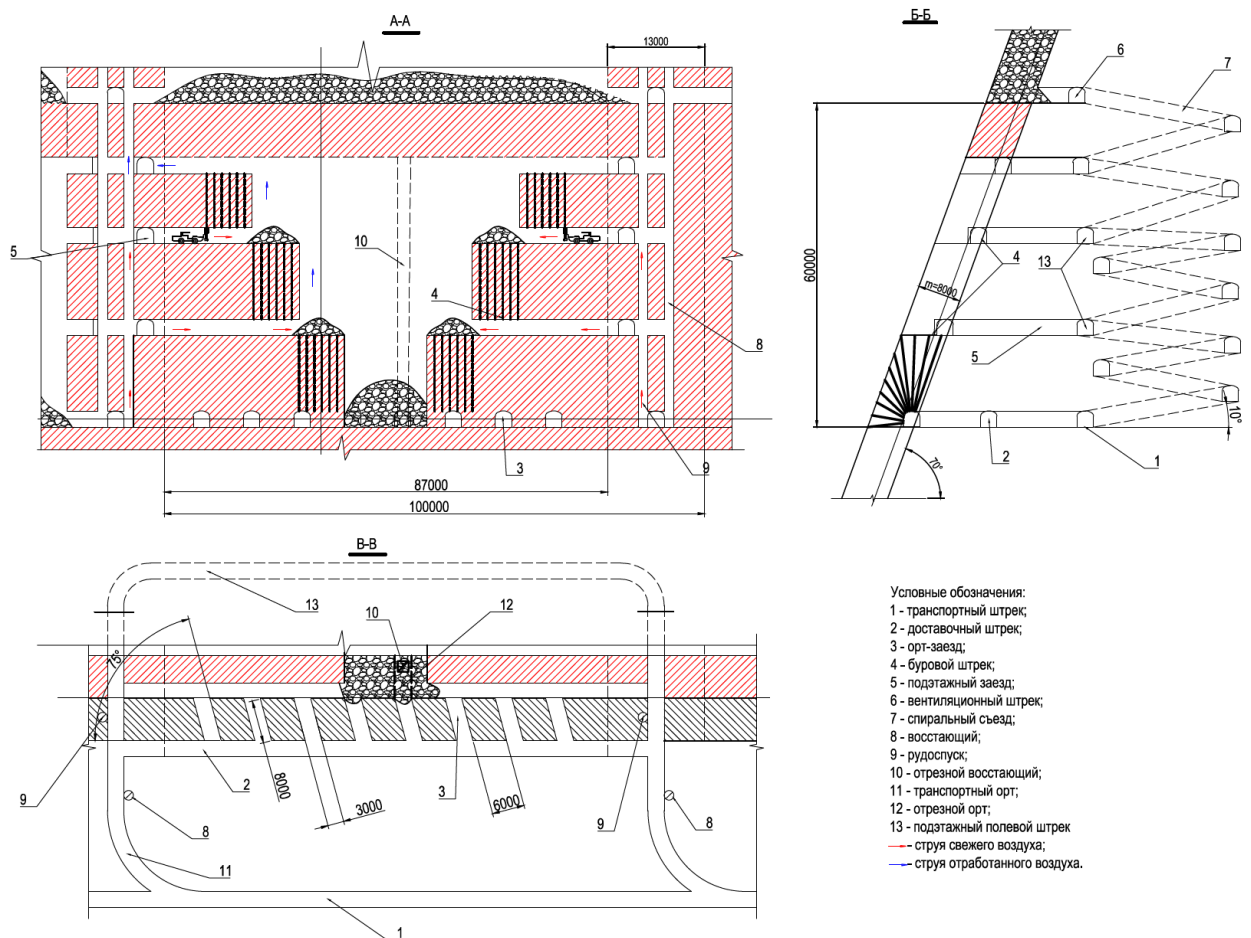 А-А
13000
5
10
4
8
3
9
87000
100000
Б-Б
6
7
60000
4
13
m=8000
5
10°
2
1
70°
В-В
13
10
12
75°
2
8000
3000
3
6000
9
8
9
8
11
1
Условные обозначения:
1 - транспортный штрек;
2 - доставочный штрек;
3 - орт-заезд;
4 - буровой штрек;
5 - подэтажный заезд;
6 - вентиляционный штрек;
7 - спиральный съезд;
8 - восстающий;
9 - рудоспуск;
10 - отрезной восстающий;
11 - транспортный орт;
12 - отрезной орт;
13 - подэтажный полевой штрек
- струя свежего воздуха;
- струя отработанного воздуха.